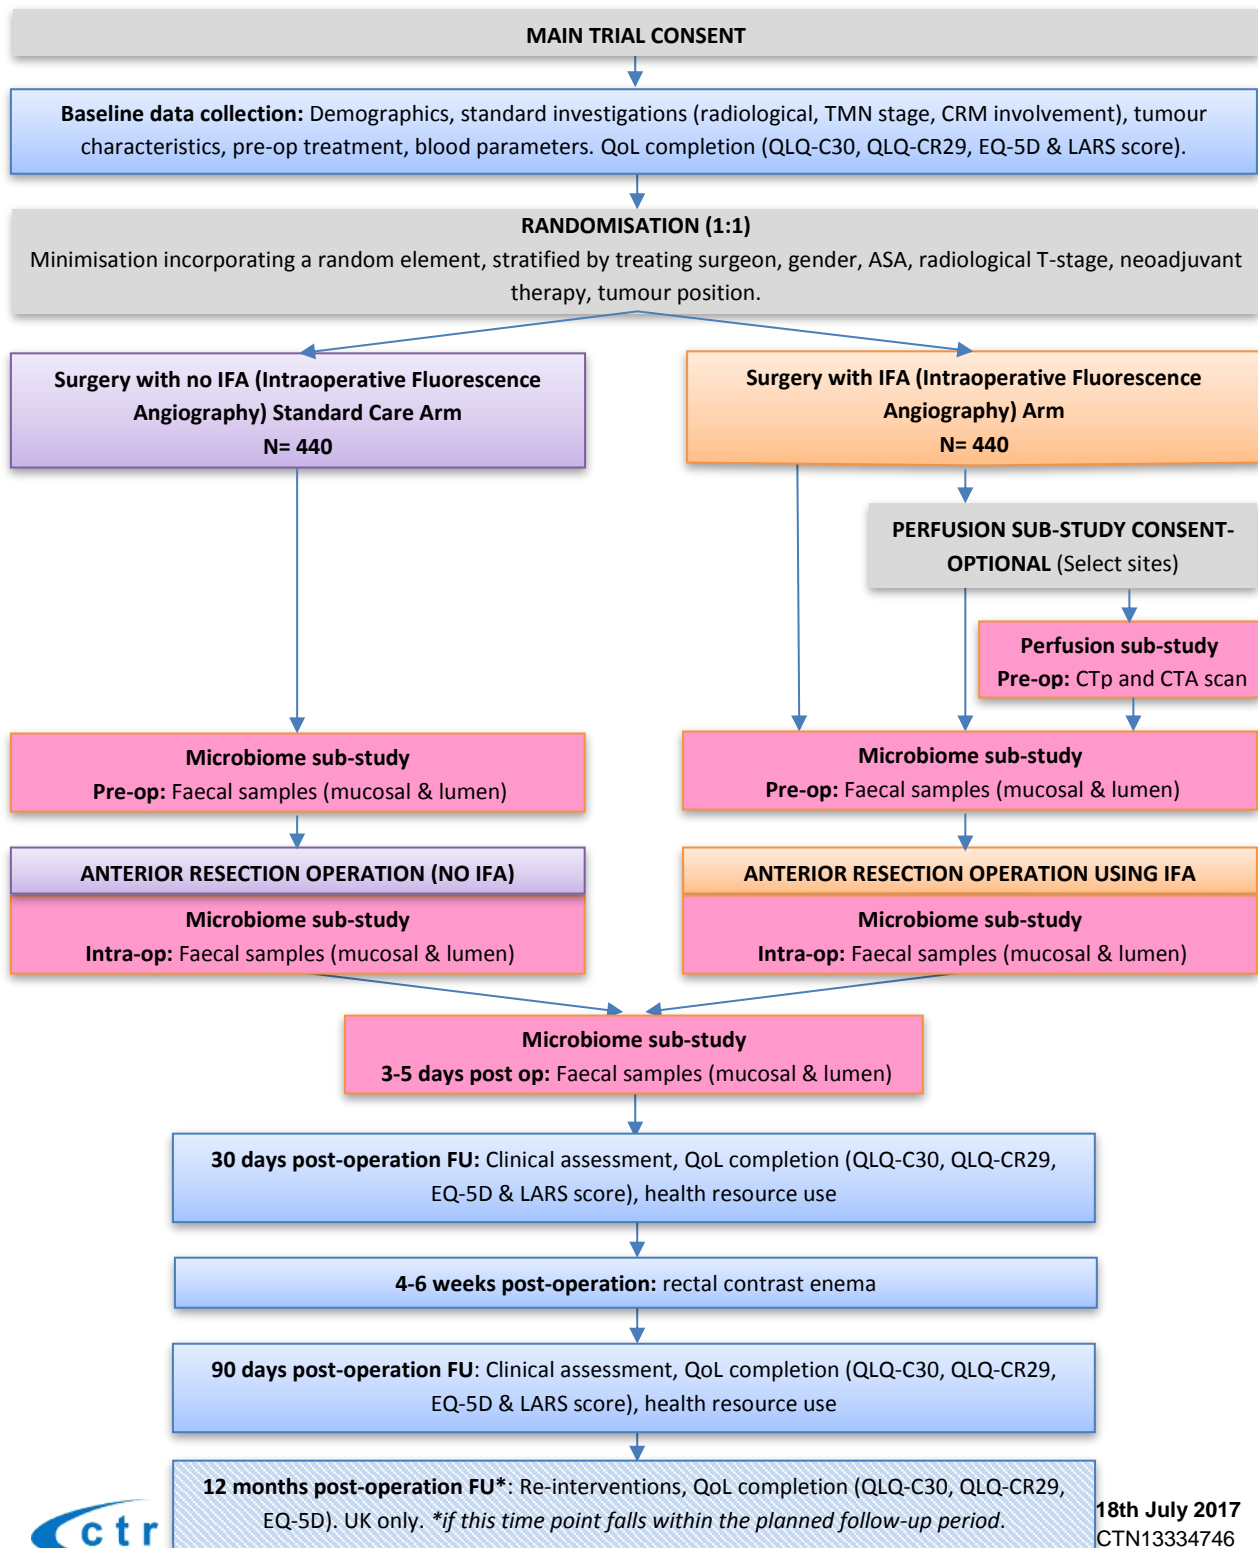 MAIN TRIAL CONSENT
Baseline data collection: Demographics, standard investigations (radiological, TMN stage, CRM involvement), tumour
characteristics, pre-op treatment, blood parameters. QoL completion (QLQ-C30, QLQ-CR29, EQ-5D & LARS score).
RANDOMISATION (1:1)
Minimisation incorporating a random element, stratified by treating surgeon, gender, ASA, radiological T-stage, neoadjuvant
therapy, tumour position.
Surgery with no IFA (Intraoperative Fluorescence
Angiography) Standard Care Arm
N= 440
Surgery with IFA (Intraoperative Fluorescence
Angiography) Arm
N= 440
PERFUSION SUB-STUDY CONSENT-
OPTIONAL (Select sites)
Perfusion sub-study
Pre-op: CTp and CTA scan
Microbiome sub-study
Pre-op: Faecal samples (mucosal & lumen)
Microbiome sub-study
Pre-op: Faecal samples (mucosal & lumen)
ANTERIOR RESECTION OPERATION (NO IFA)
Microbiome sub-study
Intra-op: Faecal samples (mucosal & lumen)
ANTERIOR RESECTION OPERATION USING IFA
Microbiome sub-study
Intra-op: Faecal samples (mucosal & lumen)
Microbiome sub-study
3-5 days post op: Faecal samples (mucosal & lumen)
30 days post-operation FU: Clinical assessment, QoL completion (QLQ-C30, QLQ-CR29,
EQ-5D & LARS score), health resource use
4-6 weeks post-operation: rectal contrast enema
90 days post-operation FU: Clinical assessment, QoL completion (QLQ-C30, QLQ-CR29,
EQ-5D & LARS score), health resource use
12 months post-operation FU*: Re-interventions, QoL completion (QLQ-C30, QLQ-CR29,
EQ-5D). UK only. *if this time point falls within the planned follow-up period.
ctr
18th July 2017
CTN13334746